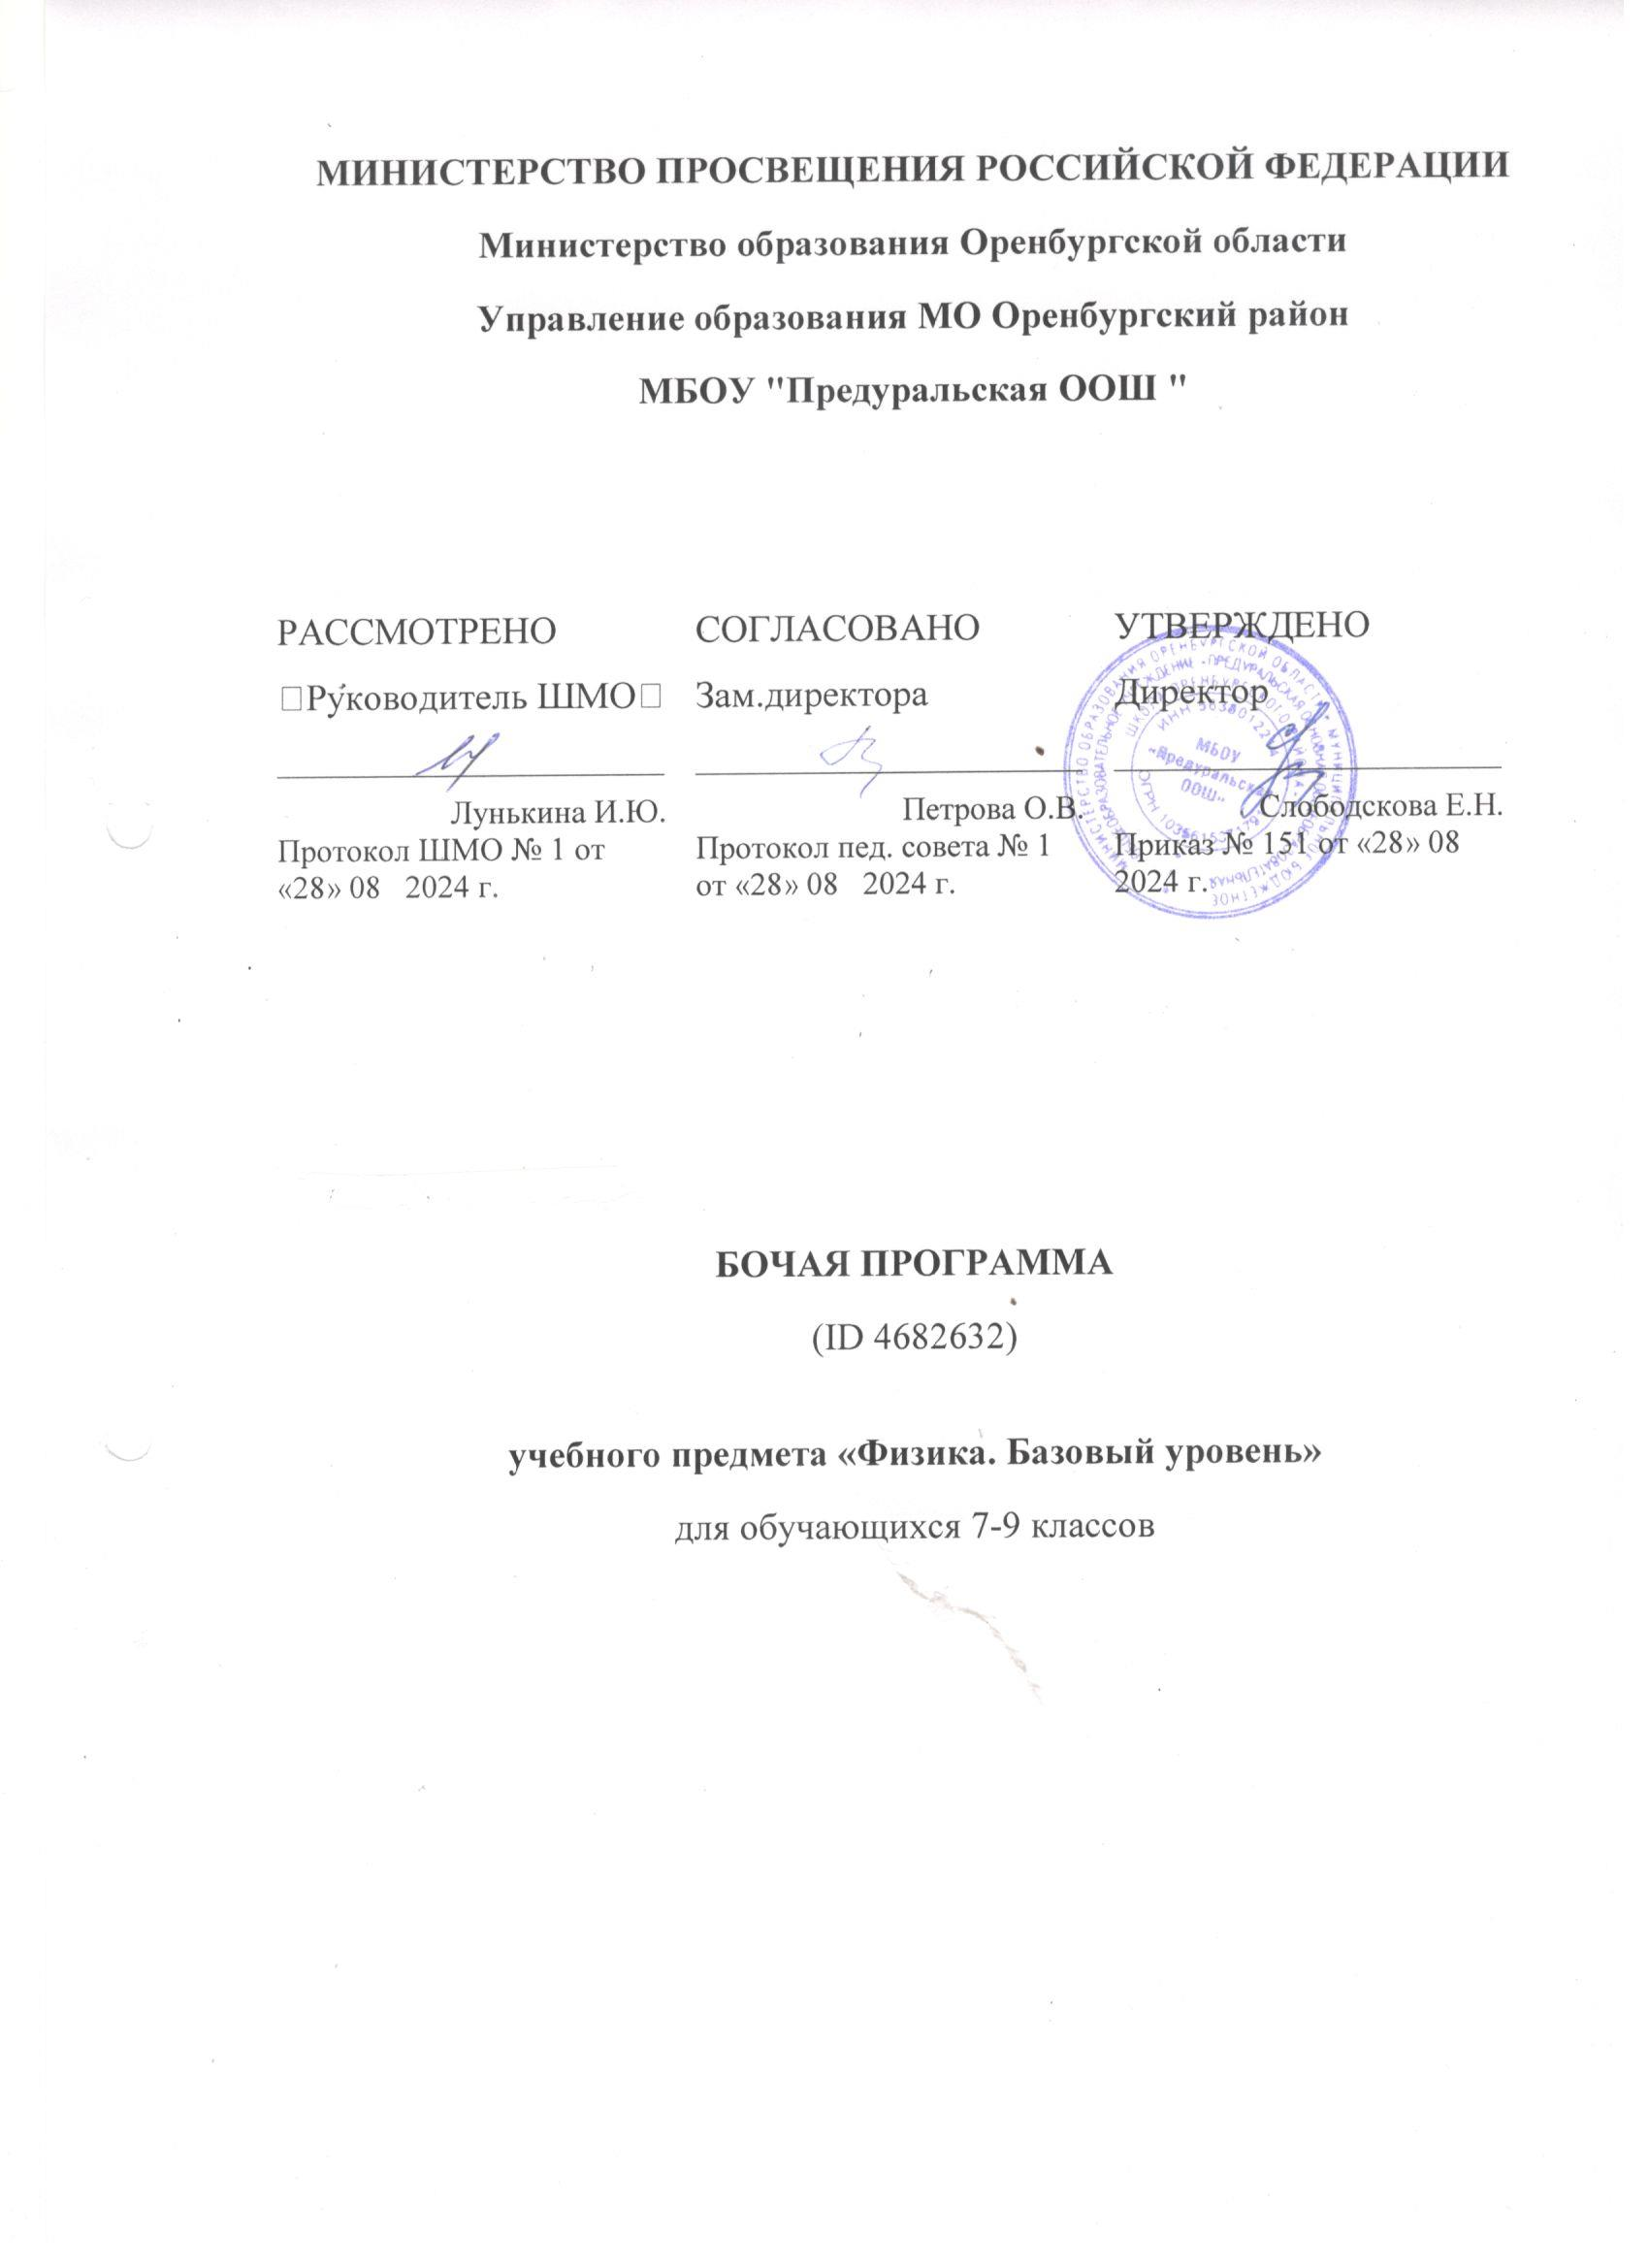 МИНИСТЕРСТВО ПРОСВЕЩЕНИЯ РОССИЙСКОЙ ФЕДЕРАЦИИ
Министерство образования Оренбургской области
Управление образования МО Оренбургский район
МБОУ "Предуральская ООШ "
РАССМОТРЕНО
Руководитель ШМО
Лунькина И.Ю.
Протокол ШМО № 1 от
«28» 08 2024 г.
СОГЛАСОВАНО
Зам.директора
Петрова О.В.
Протокол пед. совета № 1
от «28» 08 2024 г.
УТВЕРЖДЕНО
Директор
Слободскова Е.Н.
Приказ № 151 от «28» 08
2024 г.
МБОУ
«Предуральская
ООШ»
БОЧАЯ ПРОГРАММА
(ID 4682632)
учебного предмета «Физика. Базовый уровень»
для обучающихся 7-9 классов